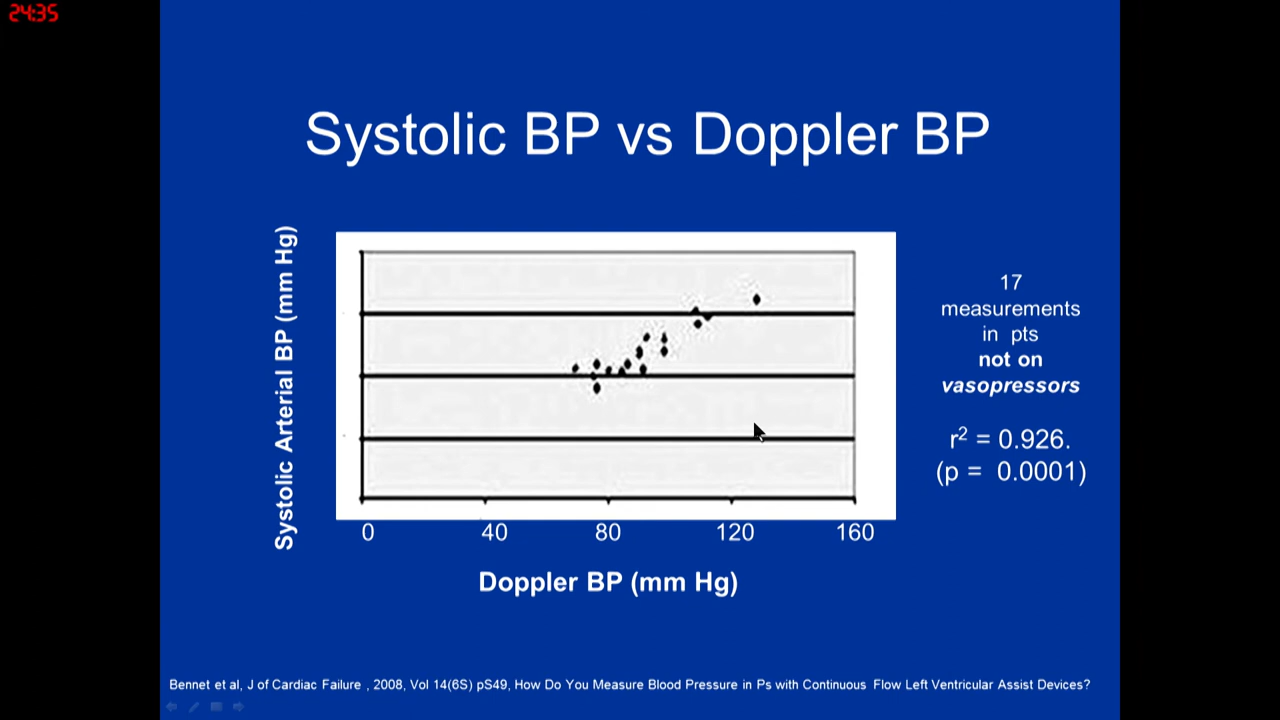 24:35
Systolic BP vs Doppler BP
Systolic Arterial BP (mm Hg)
0 40 80 120 160
Doppler BP (mm Hg)
17
measurements
in pts
not on
vasopressors
r² = 0.926.
(p = 0.0001)
Bennet et al, J of Cardiac Failure , 2008, Vol 14(6S) pS49, How Do You Measure Blood Pressure in Ps with Continuous Flow Left Ventricular Assist Devices?